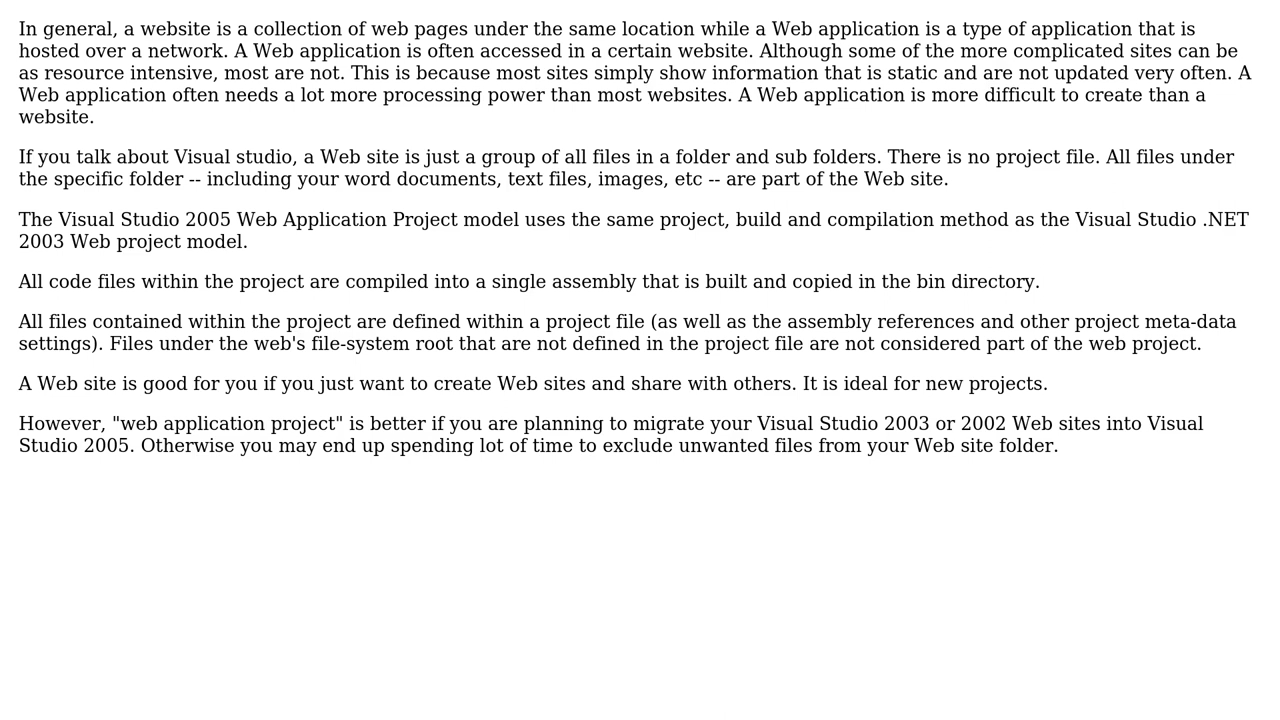 In general, a website is a collection of web pages under the same location while a Web application is a type of application that is
hosted over a network. A Web application is often accessed in a certain website. Although some of the more complicated sites can be
as resource intensive, most are not. This is because most sites simply show information that is static and are not updated very often. A
Web application often needs a lot more processing power than most websites. A Web application is more difficult to create than a
website.
If you talk about Visual studio, a Web site is just a group of all files in a folder and sub folders. There is no project file. All files under
the specific folder -- including your word documents, text files, images, etc -- are part of the Web site.
The Visual Studio 2005 Web Application Project model uses the same project, build and compilation method as the Visual Studio .NET
2003 Web project model.
All code files within the project are compiled into a single assembly that is built and copied in the bin directory.
All files contained within the project are defined within a project file (as well as the assembly references and other project meta-data
settings). Files under the web's file-system root that are not defined in the project file are not considered part of the web project.
A Web site is good for you if you just want to create Web sites and share with others. It is ideal for new projects.
However, "web application project" is better if you are planning to migrate your Visual Studio 2003 or 2002 Web sites into Visual
Studio 2005. Otherwise you may end up spending lot of time to exclude unwanted files from your Web site folder.